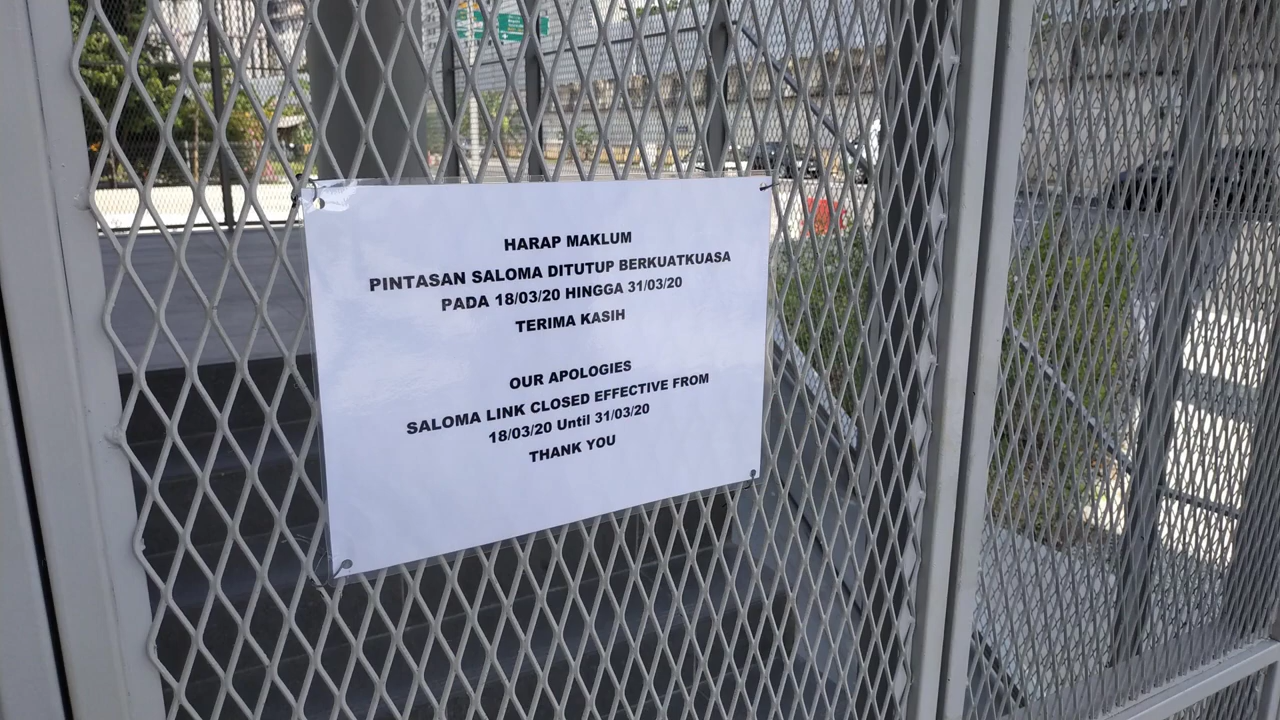 HARAP MAKLUM
PINTASAN SALOMA DITUTUP BERKUATKUASA
PADA 18/03/20 HINGGA 31/03/20
TERIMA KASIH
OUR APOLOGIES
SALOMA LINK CLOSED EFFECTIVE FROM
18/03/20 Until 31/03/20
THANK YOU